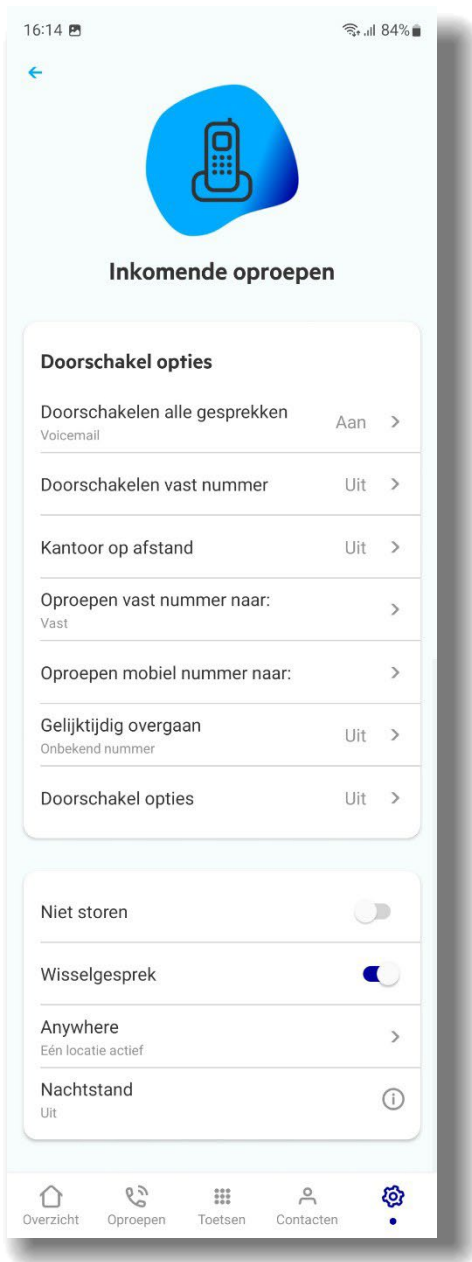 16:14
84%
Inkomende oproepen
Doorschakel opties
Doorschakelen alle gesprekken
Aan
Voicemail
Doorschakelen vast nummer
Uit
Kantoor op afstand
Uit
Oproepen vast nummer naar:
Vast
Oproepen mobiel nummer naar:
Gelijktijdig overgaan
Uit
Onbekend nummer
Doorschakel opties
Uit
Niet storen
Wisselgesprek
Anywhere
Eén locatie actief
Nachtstand
Uit
Overzicht
Oproepen
Toetsen
Contacten